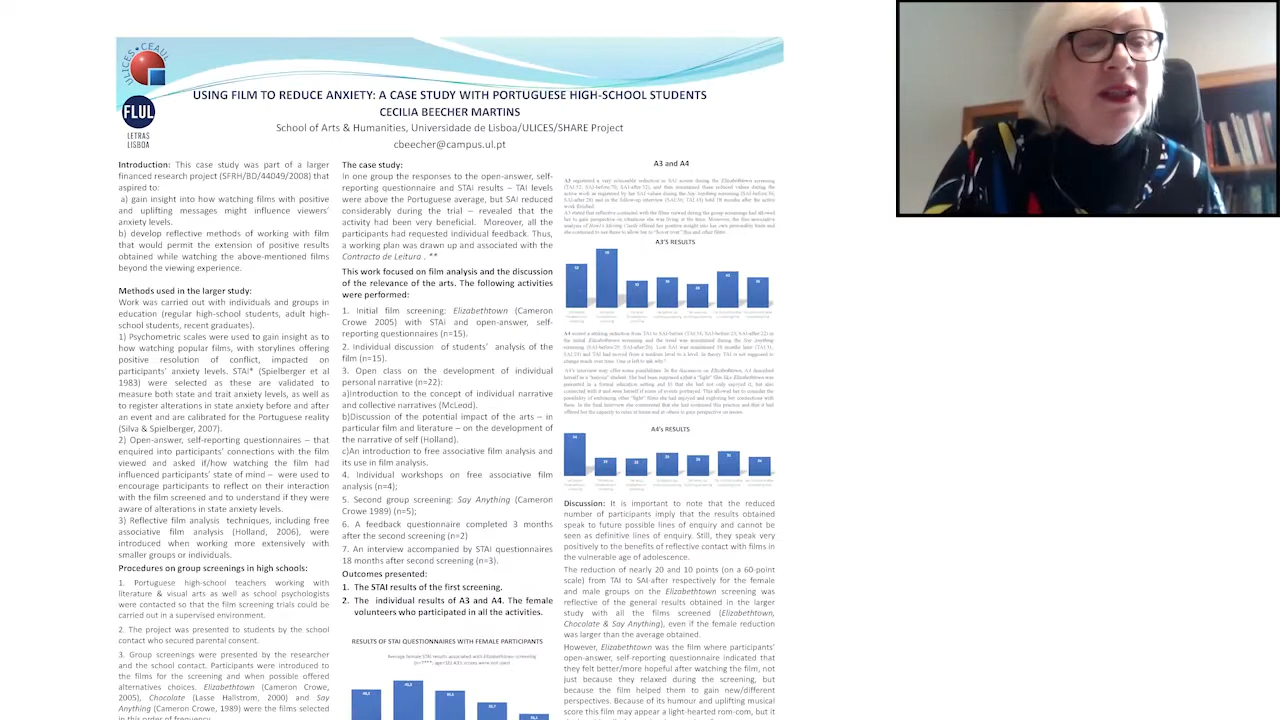 ULICES CEAUL
FLUL
LETRAS
LISBOA
USING FILM TO REDUCE ANXIETY: A CASE STUDY WITH PORTUGUESE HIGH-SCHOOL STUDENTS
CECILIA BEECHER MARTINS
School of Arts & Humanities, Universidade de Lisboa/ULICES/SHARE Project
cbeecher@campus.ul.pt
Introduction: This case study was part of a larger
financed research project (SFRH/BD/44049/2008) that
aspired to:
a) gain insight into how watching films with positive
and uplifting messages might influence viewers'
anxiety levels.
b) develop reflective methods of working with film
that would permit the extension of positive results
obtained while watching the above-mentioned films
beyond the viewing experience.
Methods used in the larger study:
Work was carried out with individuals and groups in
education (regular high-school students, adult high-
school students, recent graduates).
1) Psychometric scales were used to gain insight as
how watching popular films, with storylines offering
positive resolution of conflict, impacted on
participants' anxiety levels. STAI* (Spielberger et al
1983) were selected as these are validated to
measure both state and trait anxiety levels, as well as
to register alterations in state anxiety before and after
an event and are calibrated for the Portuguese reality
(Silva & Spielberger, 2007).
2) Open-answer, self-reporting questionnaires – that
enquired into participants' connections with the film
viewed and asked if/how watching the film had
influenced participants' state of mind – were used to
encourage participants to reflect on their interaction
with the film screened and to understand if they were
aware of alterations in state anxiety levels.
3) Reflective film analysis techniques, including free
associative film analysis (Holland, 2006), were
introduced when working more extensively with
smaller groups or individuals.
Procedures on group screenings in high schools:
1. Portuguese high-school teachers working with
literature & visual arts as well as school psychologists
were contacted so that the film screening trials could be
carried out in a supervised environment.
2. The project was presented to students by the school
contact who secured parental consent.
3. Group screenings were presented by the researcher
and the school contact. Participants were introduced to
the films for the screening and when possible offered
alternatives choices. Elizabethtown (Cameron Crowe,
2005), Chocolate (Lasse Hallstrom, 2000) and Say
Anything (Cameron Crowe, 1989) were the films selected
in this order of frequency.
The case study:
In one group the responses to the open-answer, self-
reporting questionnaire and STAi results – TAI levels
were above the Portuguese average, but SAI reduced
considerably during the trial – revealed that the
activity had been very beneficial. Moreover, all the
participants had requested individual feedback. Thus,
a working plan was drawn up and associated with the
Contracto de Leitura . **
This work focused on film analysis and the discussion
of the relevance of the arts. The following activities
were performed:
1. Initial film screening: Elizabethtown (Cameron
Crowe 2005) with STAI and open-answer, self-
reporting questionnaires (n=15).
2. Individual discussion of students' analysis of the
film (n=15).
3. Open class on the development of individual
personal narrative (n=22):
a)Introduction to the concept of individual narrative
and collective narratives (McLeod).
b)Discussion of the potential impact of the arts – in
particular film and literature – on the development of
the narrative of self (Holland).
c)An introduction to free associative film analysis and
its use in film analysis.
4. Individual workshops on free associative film
analysis (n=4);
5. Second group screening: Say Anything (Cameron
Crowe 1989) (n=5);
6. A feedback questionnaire completed 3 months
after the second screening (n=2)
7. An interview accompanied by STAI questionnaires
18 months after second screening (n=3).
Outcomes presented:
1. The STAI results of the first screening.
2. The individual results of A3 and A4. The female
volunteers who participated in all the activities.
RESULTS OF STAI QUESTIONNAIRES WITH FEMALE PARTICIPANTS
Average female STAI results associated with Elizabethtown screening
A3 and A4
A3'S RESULTS
A4's RESULTS
Discussion: It is important to note that the reduced
number of participants imply that the results obtained
speak to future possible lines of enquiry and cannot be
seen as definitive lines of enquiry. Still, they speak very
positively to the benefits of reflective contact with films in
the vulnerable age of adolescence.
The reduction of nearly 20 and 10 points (on a 60-point
scale) from TAI to SAI-after respectively for the female
and male groups on the Elizabethtown screening was
reflective of the general results obtained in the larger
study with all the films screened (Elizabethtown,
Chocolate & Say Anything), even if the female reduction
was larger than the average obtained.
However, Elizabethtown was the film where participants'
open-answer, self-reporting questionnaire indicated that
they felt better/more hopeful after watching the film, not
just because they relaxed during the screening, but
because the film helped them to gain new/different
perspectives. Because of its humour and uplifting musical
score this film may appear a light-hearted rom-com, but it